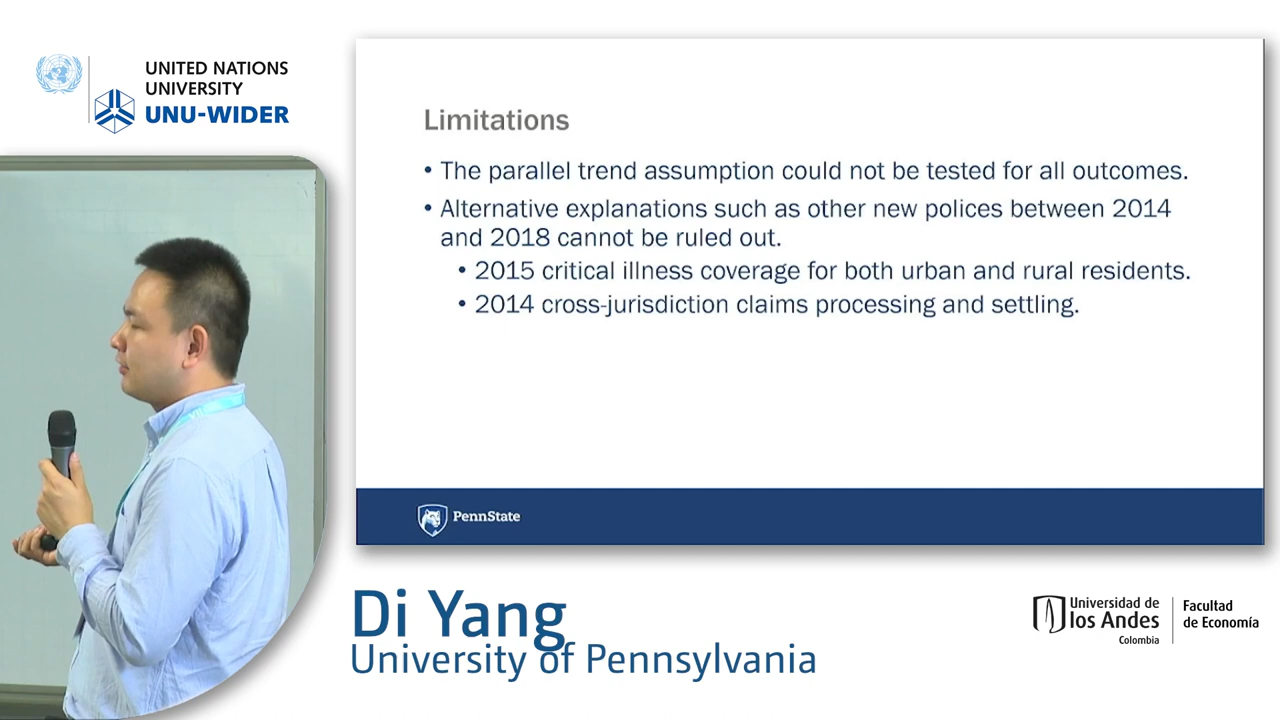 UNITED NATIONS
UNIVERSITY
UNU-WIDER
Limitations
• The parallel trend assumption could not be tested for all outcomes.
• Alternative explanations such as other new polices between 2014
and 2018 cannot be ruled out.
• 2015 critical illness coverage for both urban and rural residents.
• 2014 cross-jurisdiction claims processing and settling.
PennState
Di Yang
University of Pennsylvania
Universidad de
los Andes
Colombia
Facultad
de Economía